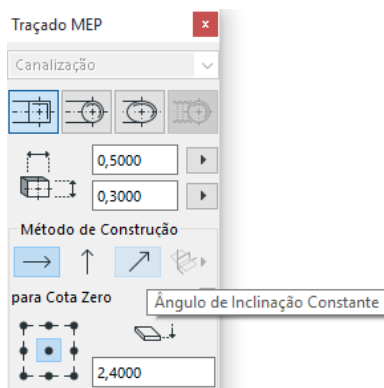 Traçado MEP
x
Canalização
0,5000
0,3000
Método de Construção
para Cota Zero
Ângulo de Inclinação Constante
2,4000